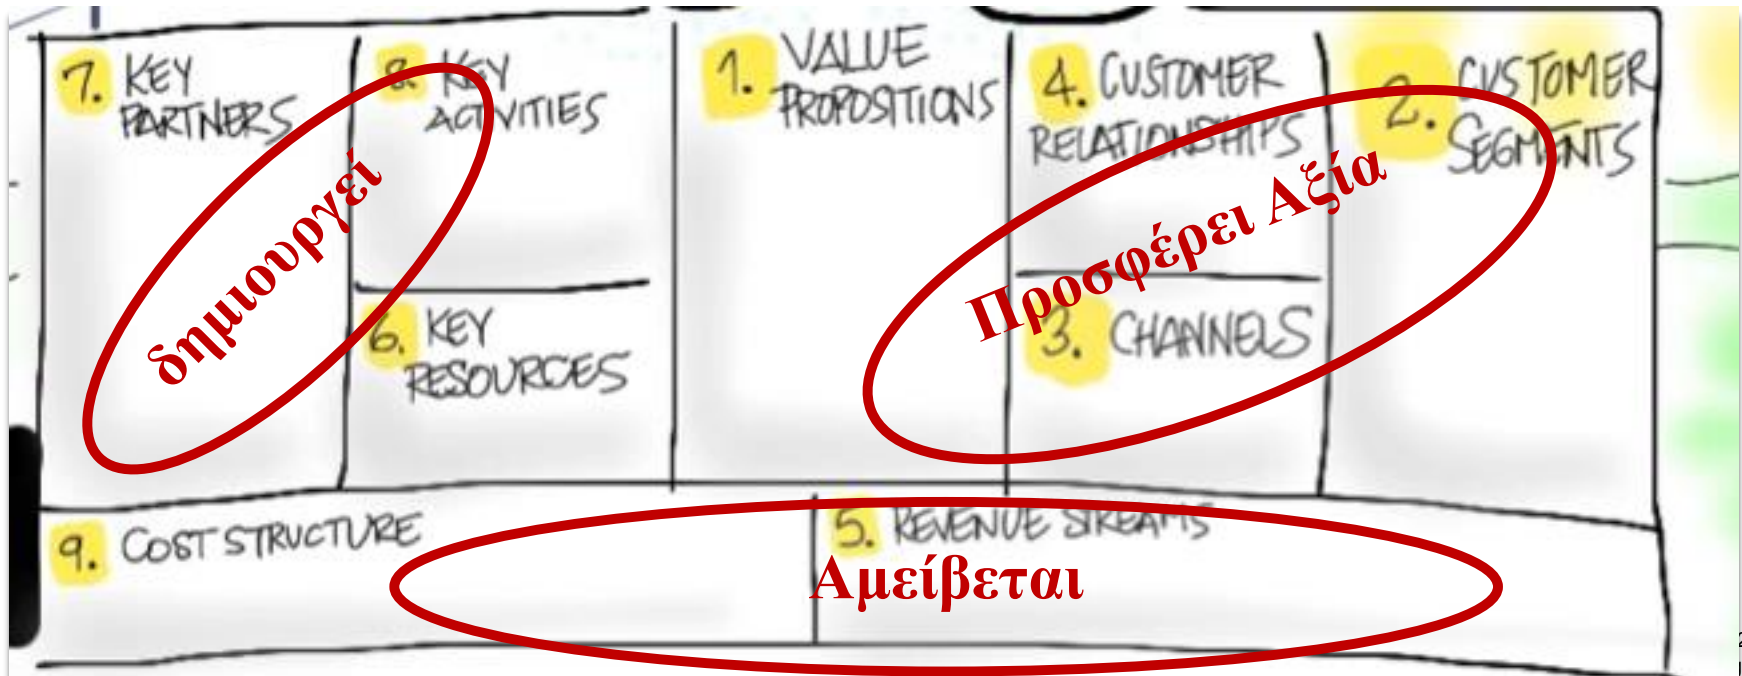 7. KEY
PARTNERS
8. KEY
ACTIVITIES
6. KEY
RESOURCES
1. VALUE
PROPOSITIONS
4. CUSTOMER
RELATIONSHIPS
3. CHANNELS
2. CUSTOMER
SEGMENTS
9. COST STRUCTURE
5. REVENUE STREAMS
δημιουργεί
Προσφέρει Αξία
Αμείβεται